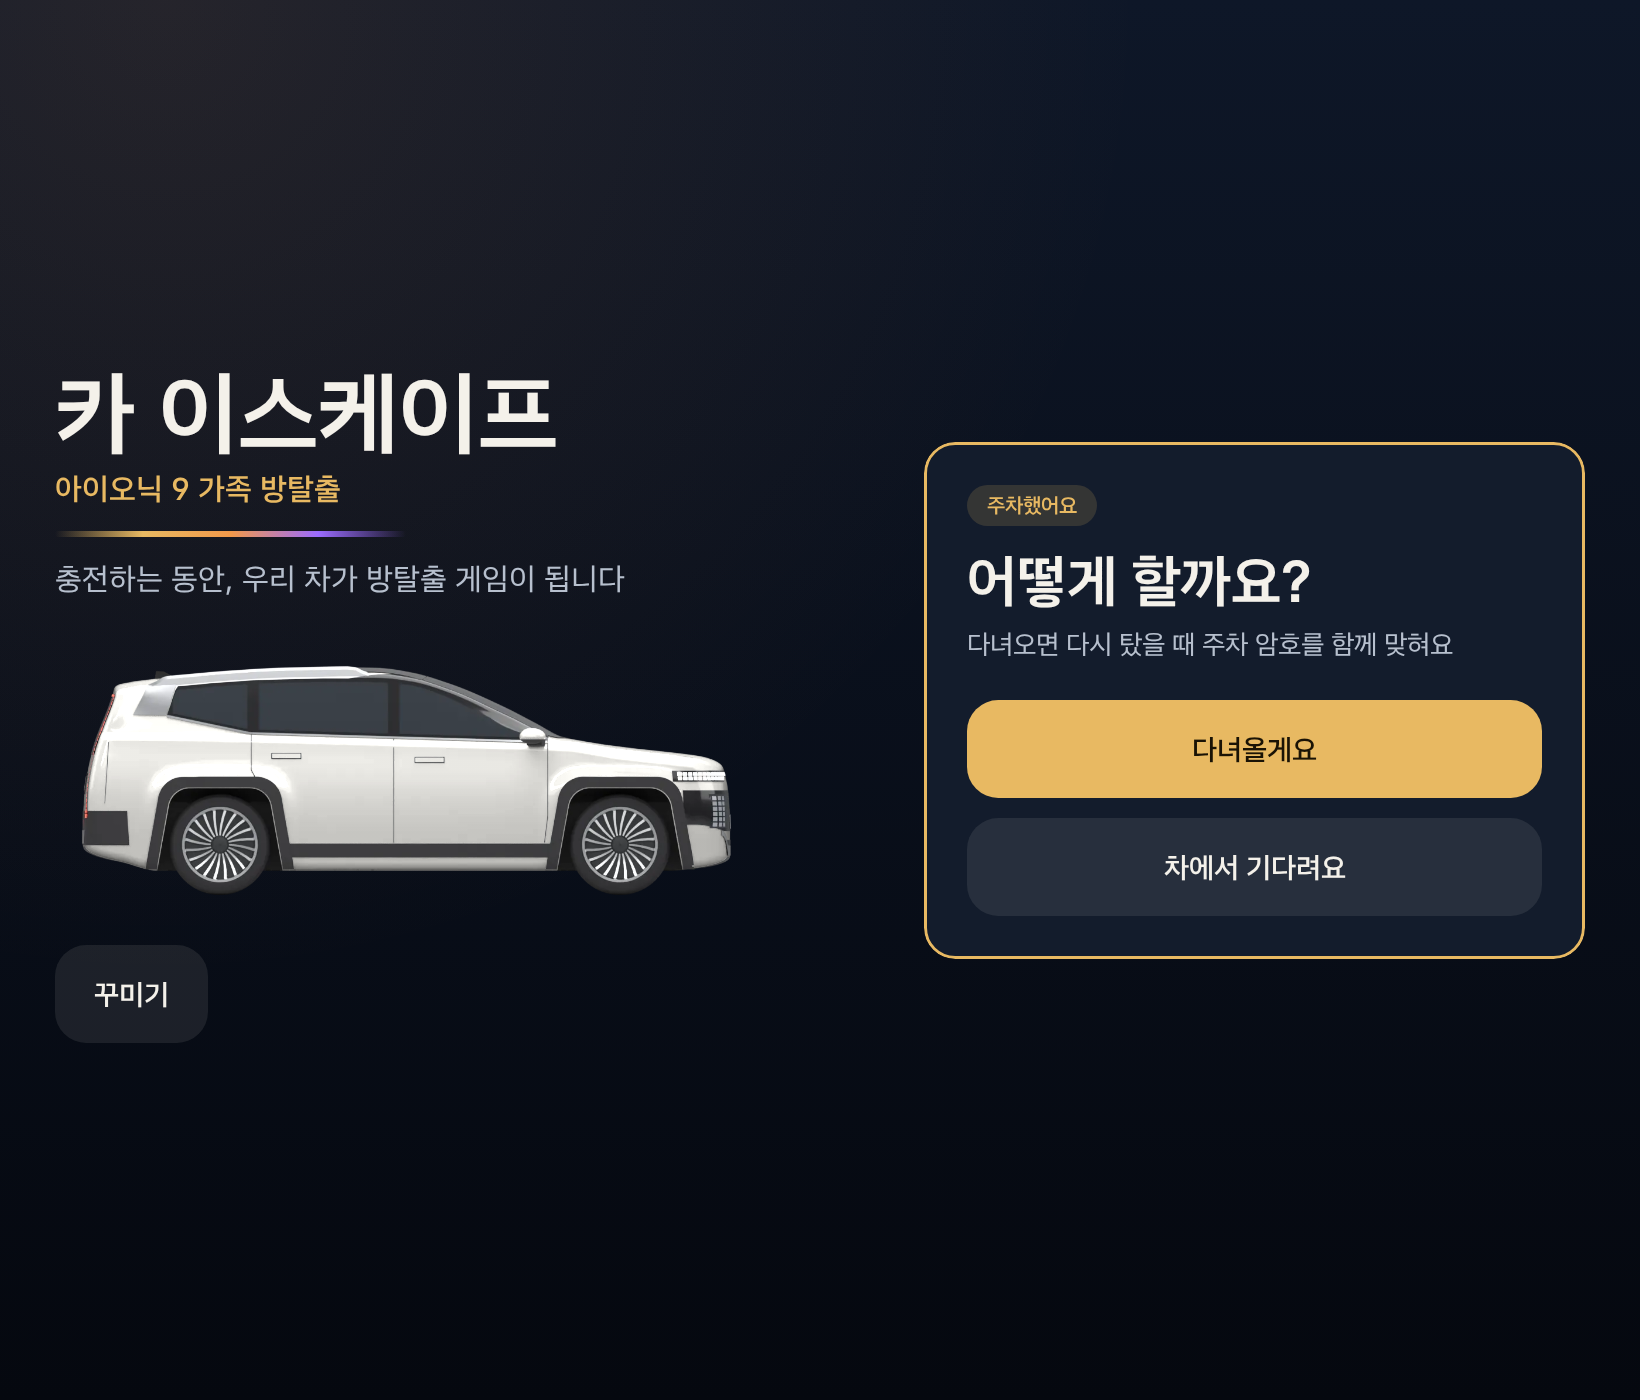 카 이스케이프
아이오닉 9 가족 방탈출
충전하는 동안, 우리 차가 방탈출 게임이 됩니다
꾸미기
주차했어요
어떻게 할까요?
다녀오면 다시 탔을 때 주차 암호를 함께 맞혀요
다녀올게요
차에서 기다려요